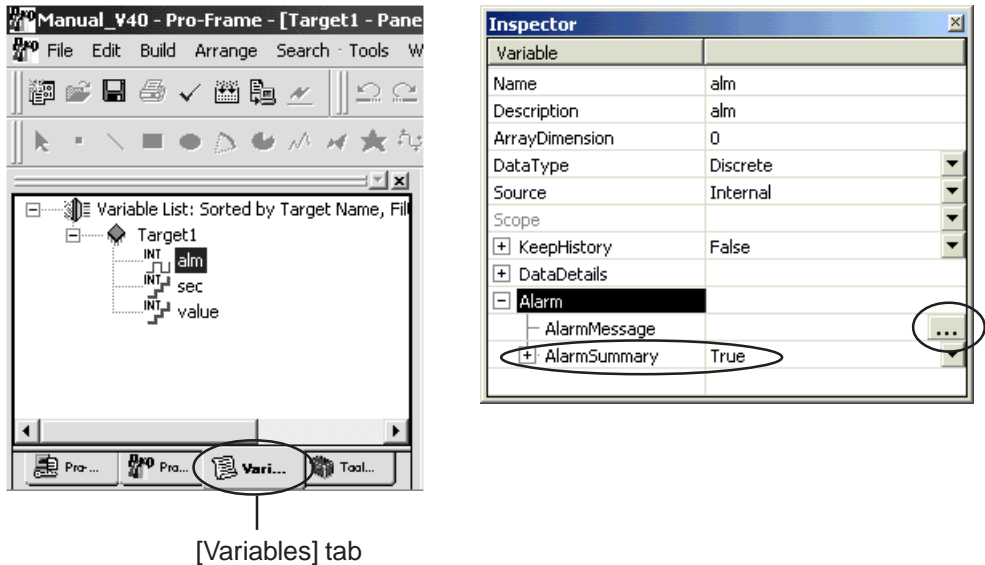 Manual_V40 - Pro-Frame - [Target1 - Pane
File Edit Build Arrange Search Tools W
Variable List: Sorted by Target Name, Fil
Target1
INT alm
INT sec
INT value
Pro-... Pro... Vari... Tool...
[Variables] tab
Inspector
Variable
Name alm
Description alm
ArrayDimension 0
DataType Discrete
Source Internal
Scope
KeepHistory False
DataDetails
Alarm
AlarmMessage ...
AlarmSummary True